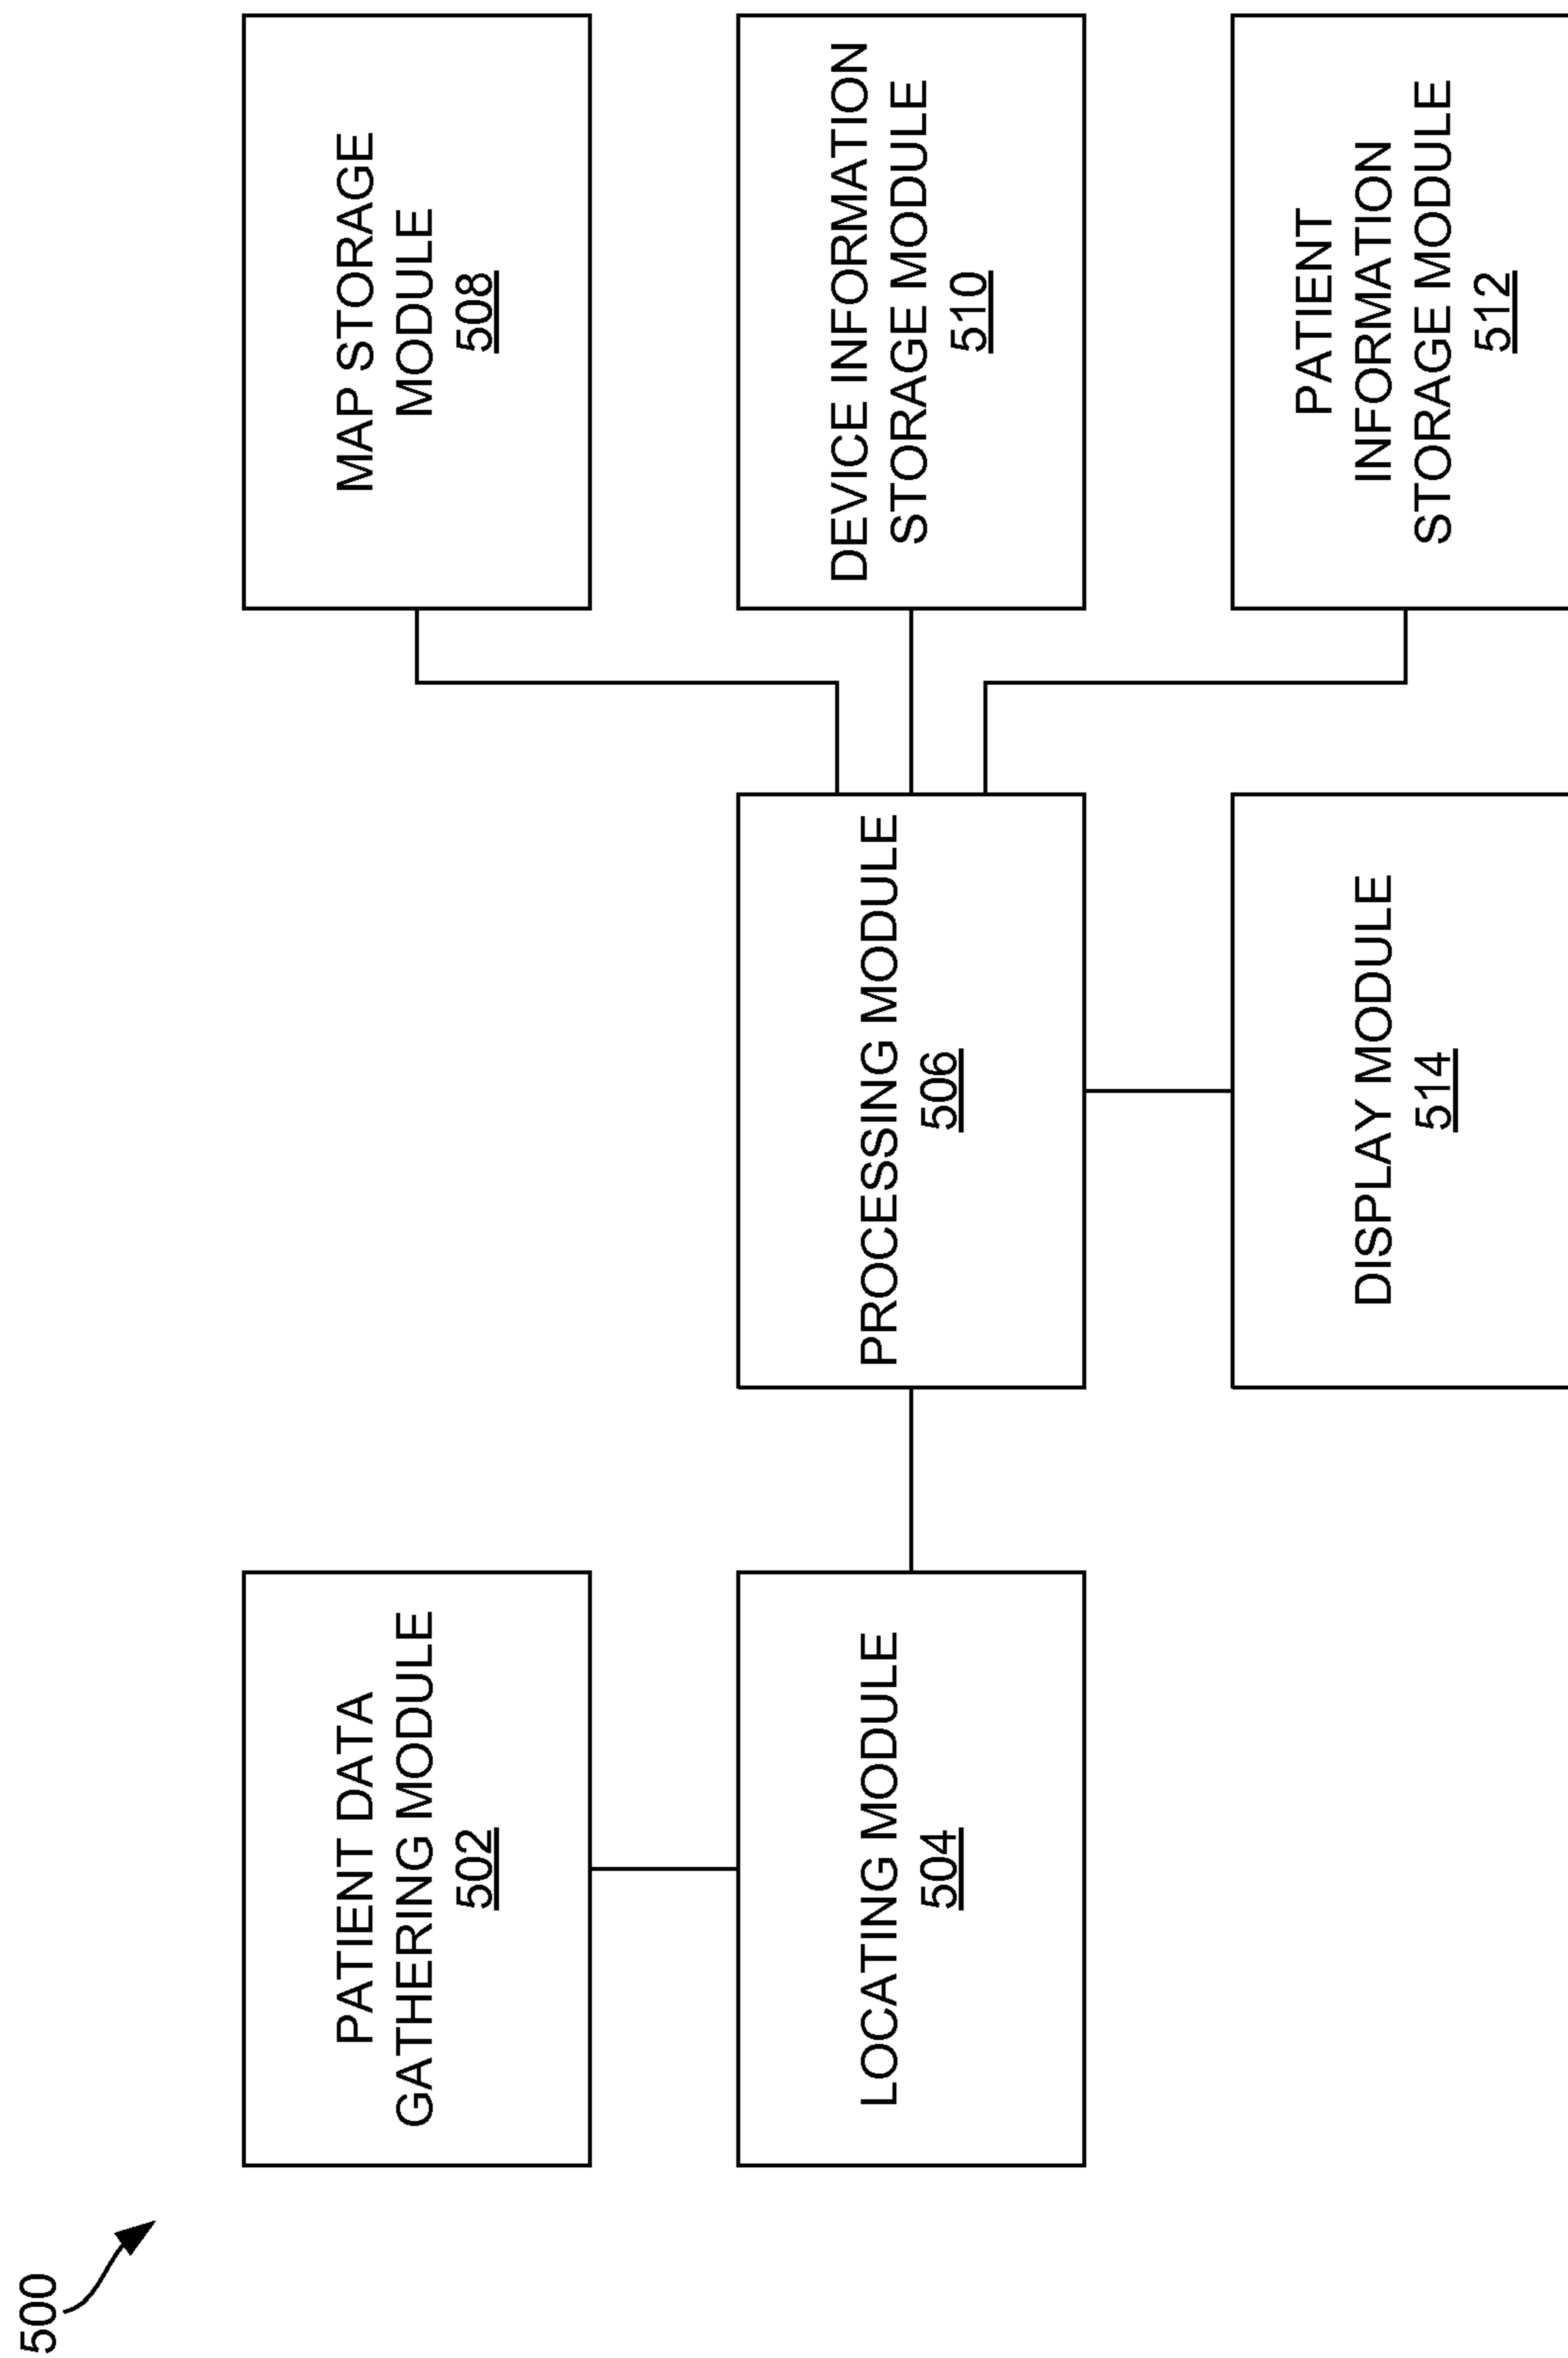 500
PATIENT DATA
GATHERING MODULE
502
LOCATING MODULE
504
PROCESSING MODULE
506
DISPLAY MODULE
514
MAP STORAGE
MODULE
508
DEVICE INFORMATION
STORAGE MODULE
510
PATIENT
INFORMATION
STORAGE MODULE
512